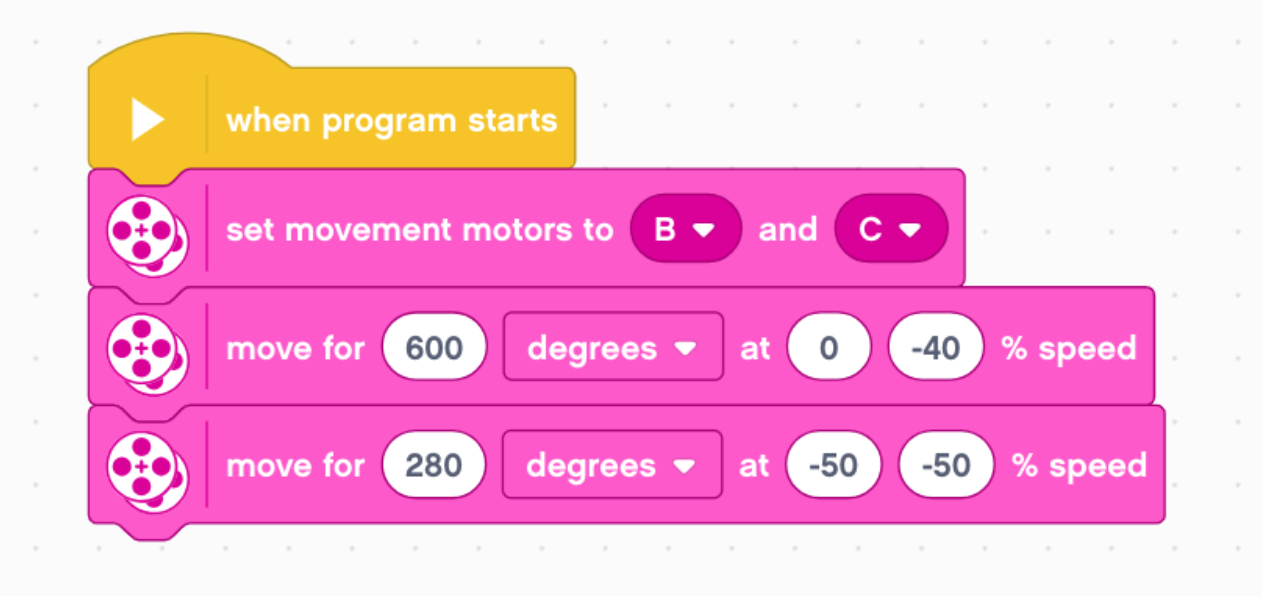 when program starts
set movement motors to B and C
move for 600 degrees at 0 -40 % speed
move for 280 degrees at -50 -50 % speed